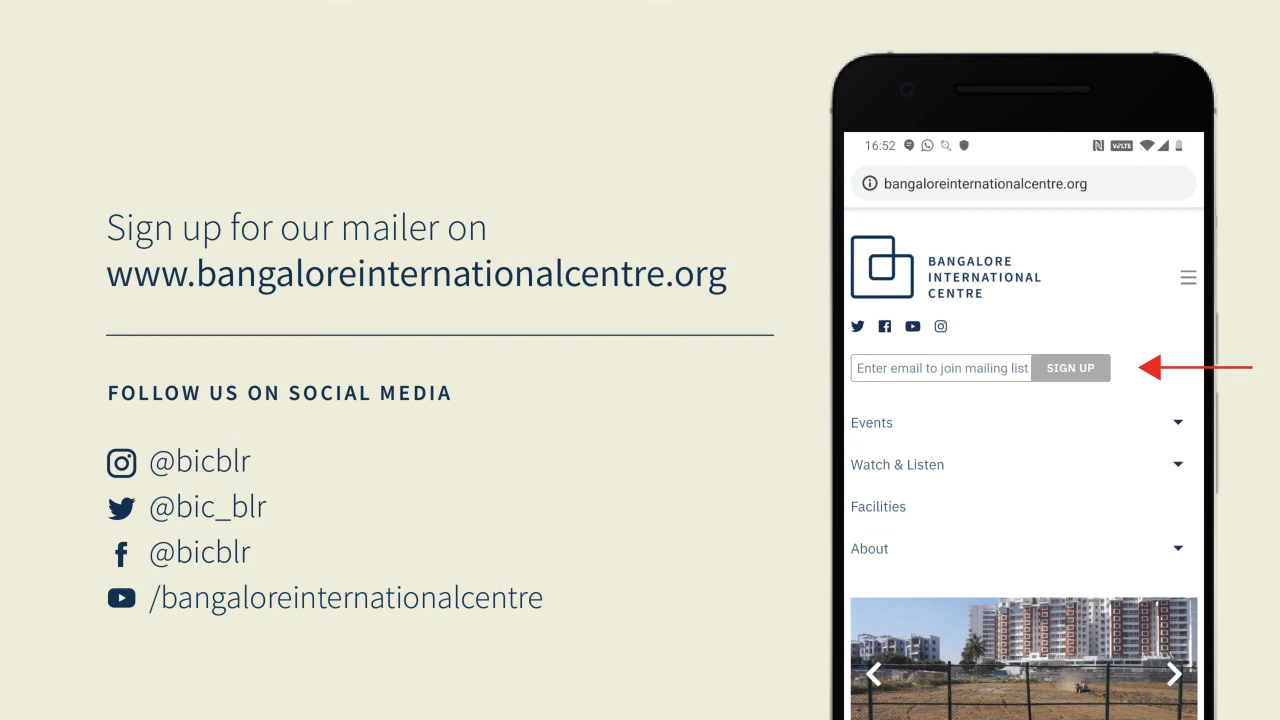 Sign up for our mailer on
www.bangaloreinternationalcentre.org
FOLLOW US ON SOCIAL MEDIA
@bicblr
@bic_blr
@bicblr
/bangaloreinternationalcentre
16:52
VoLTE
bangaloreinternationalcentre.org
BANGALORE
INTERNATIONAL
CENTRE
Enter email to join mailing list SIGN UP
Events
Watch & Listen
Facilities
About